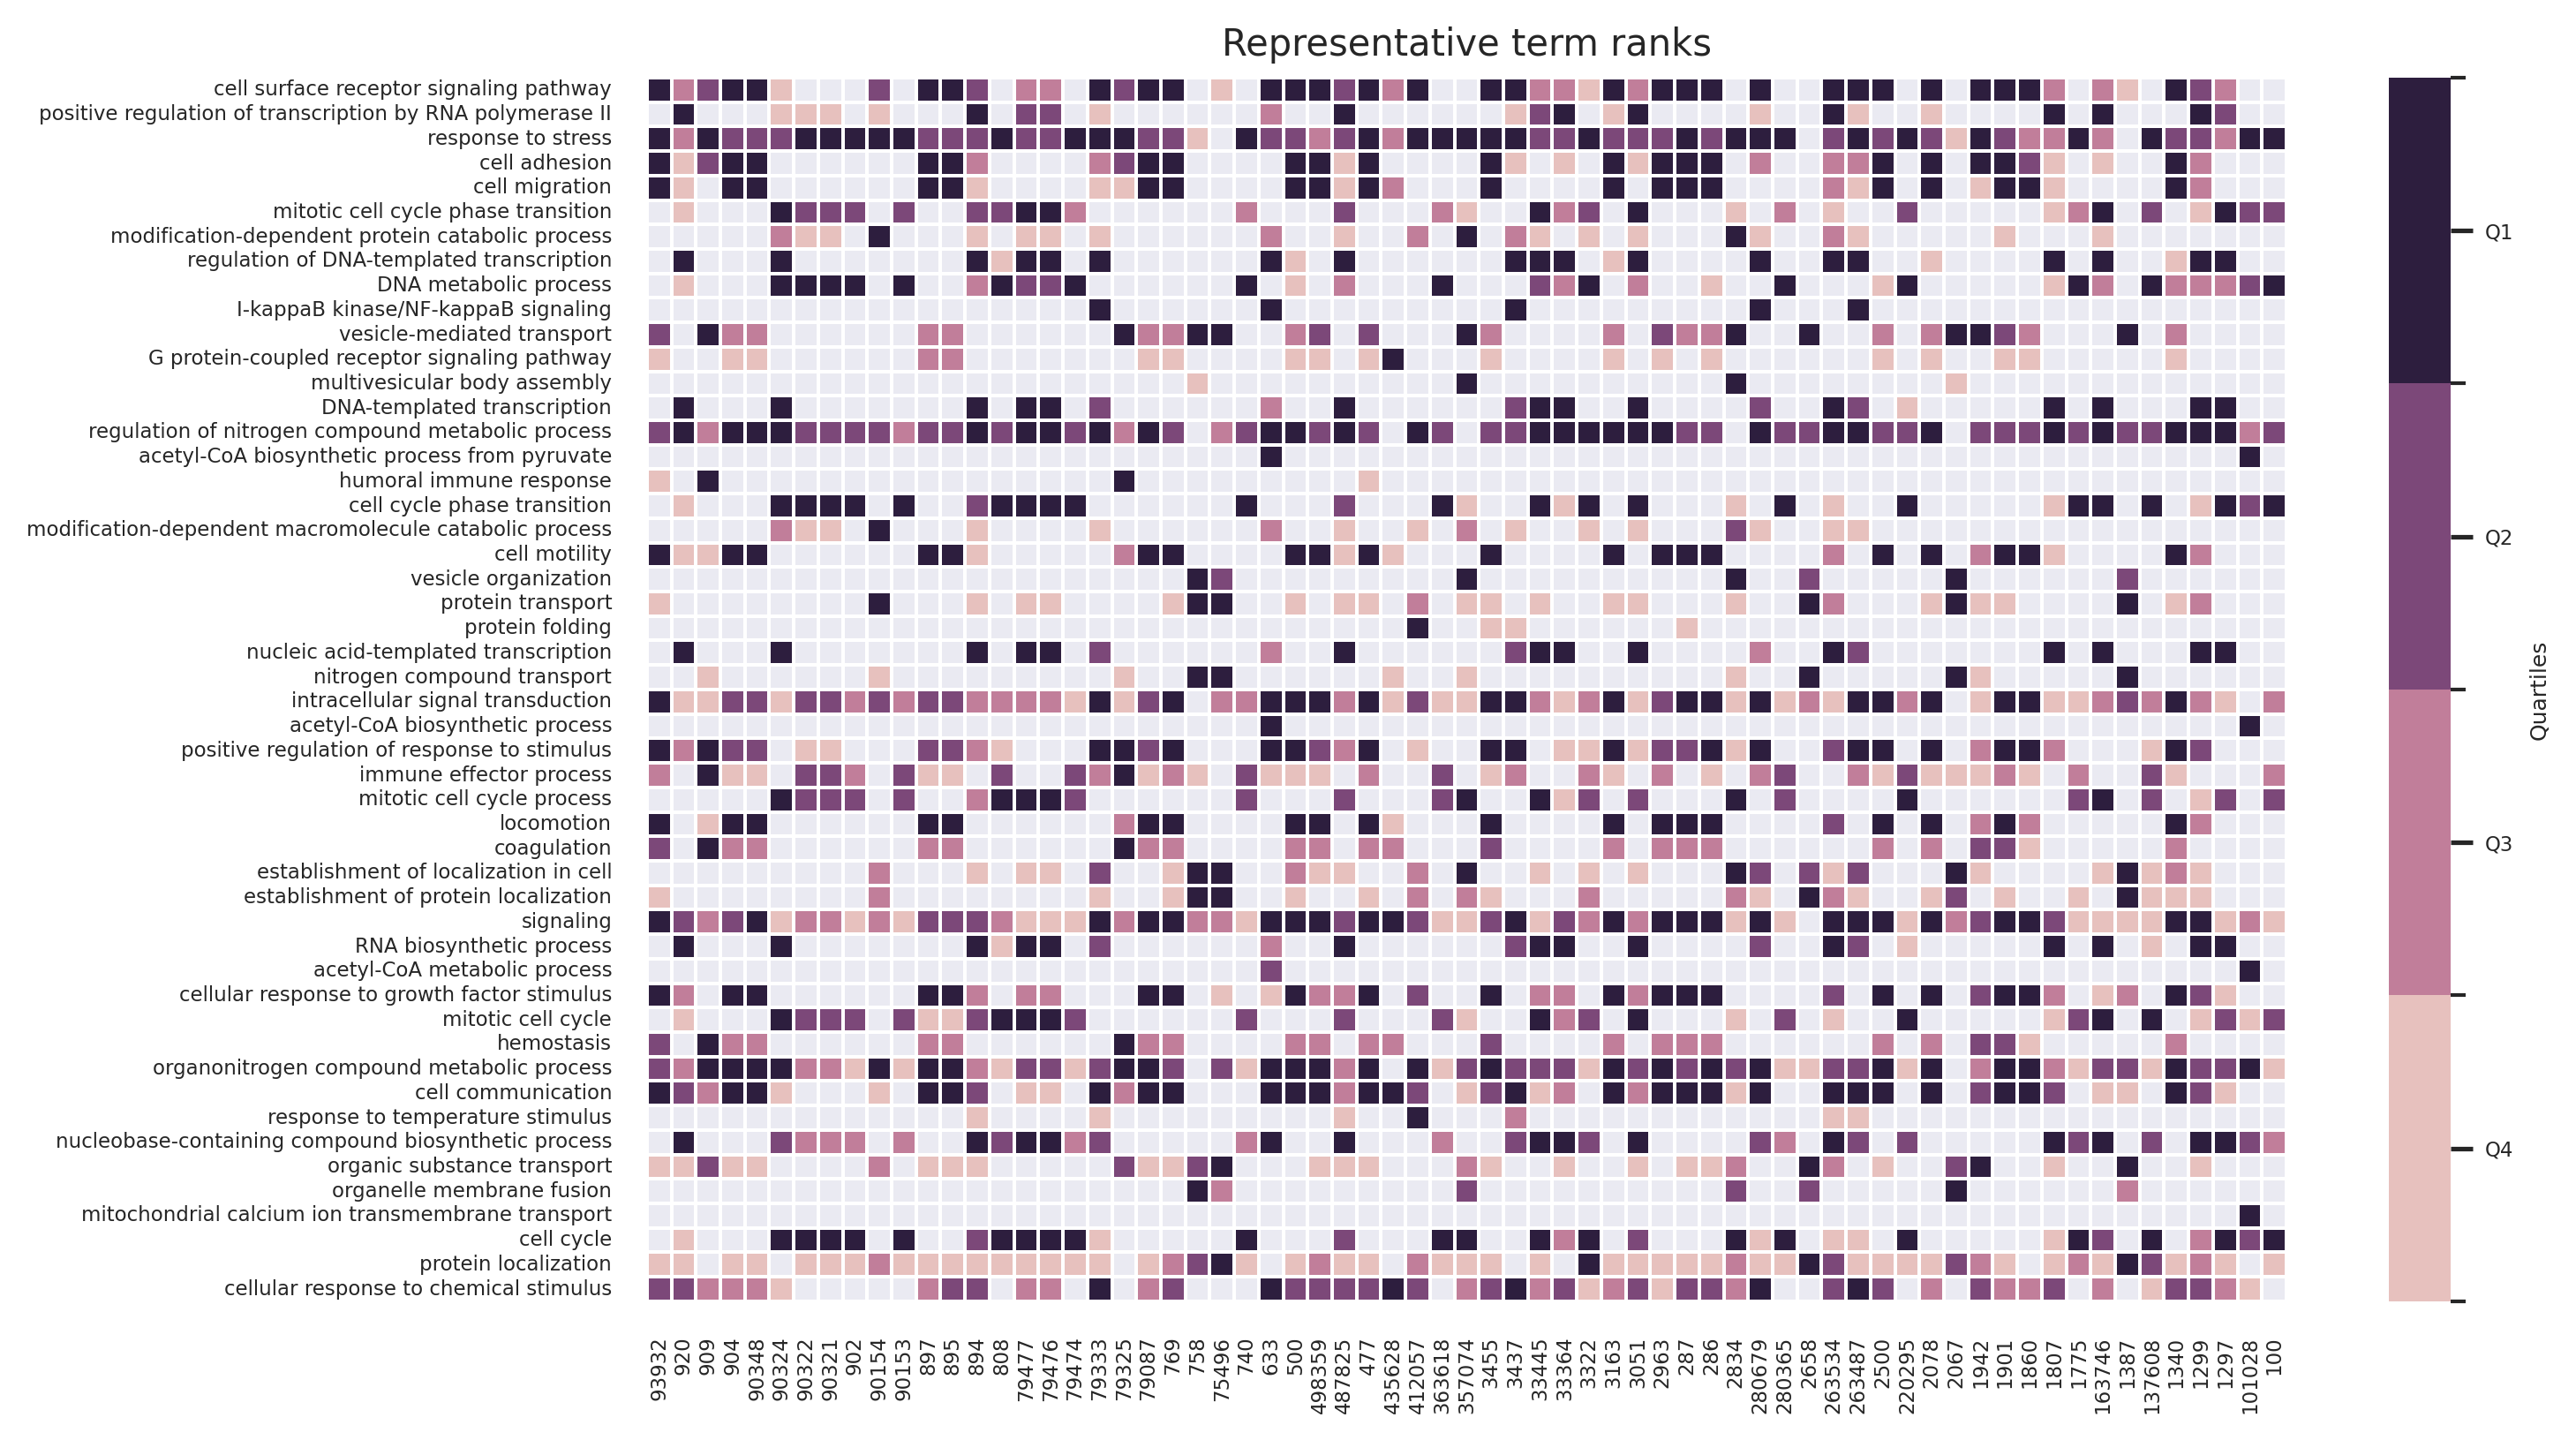 Representative term ranks
cell surface receptor signaling pathway
positive regulation of transcription by RNA polymerase II
response to stress
cell adhesion
cell migration
mitotic cell cycle phase transition
modification-dependent protein catabolic process
regulation of DNA-templated transcription
DNA metabolic process
I-kappaB kinase/NF-kappaB signaling
vesicle-mediated transport
G protein-coupled receptor signaling pathway
multivesicular body assembly
DNA-templated transcription
regulation of nitrogen compound metabolic process
acetyl-CoA biosynthetic process from pyruvate
humoral immune response
cell cycle phase transition
modification-dependent macromolecule catabolic process
cell motility
vesicle organization
protein transport
protein folding
nucleic acid-templated transcription
nitrogen compound transport
intracellular signal transduction
acetyl-CoA biosynthetic process
positive regulation of response to stimulus
immune effector process
mitotic cell cycle process
locomotion
coagulation
establishment of localization in cell
establishment of protein localization
signaling
RNA biosynthetic process
acetyl-CoA metabolic process
cellular response to growth factor stimulus
mitotic cell cycle
hemostasis
organonitrogen compound metabolic process
cell communication
response to temperature stimulus
nucleobase-containing compound biosynthetic process
organic substance transport
organelle membrane fusion
mitochondrial calcium ion transmembrane transport
cell cycle
protein localization
cellular response to chemical stimulus
93932
920
909
904
90348
90324
90322
90321
902
90154
90153
897
895
894
808
79477
79476
79474
79333
79325
79087
769
758
75496
740
633
500
498359
487825
477
435628
412057
363618
357074
3455
3437
33445
333364
3322
3163
3051
2963
287
286
2834
280679
280365
2658
263534
263487
2500
220295
2078
2067
1942
1901
1860
1807
1775
163746
1387
137608
1340
1299
1297
101028
100
Q1
Q2
Q3
Q4
Quartiles